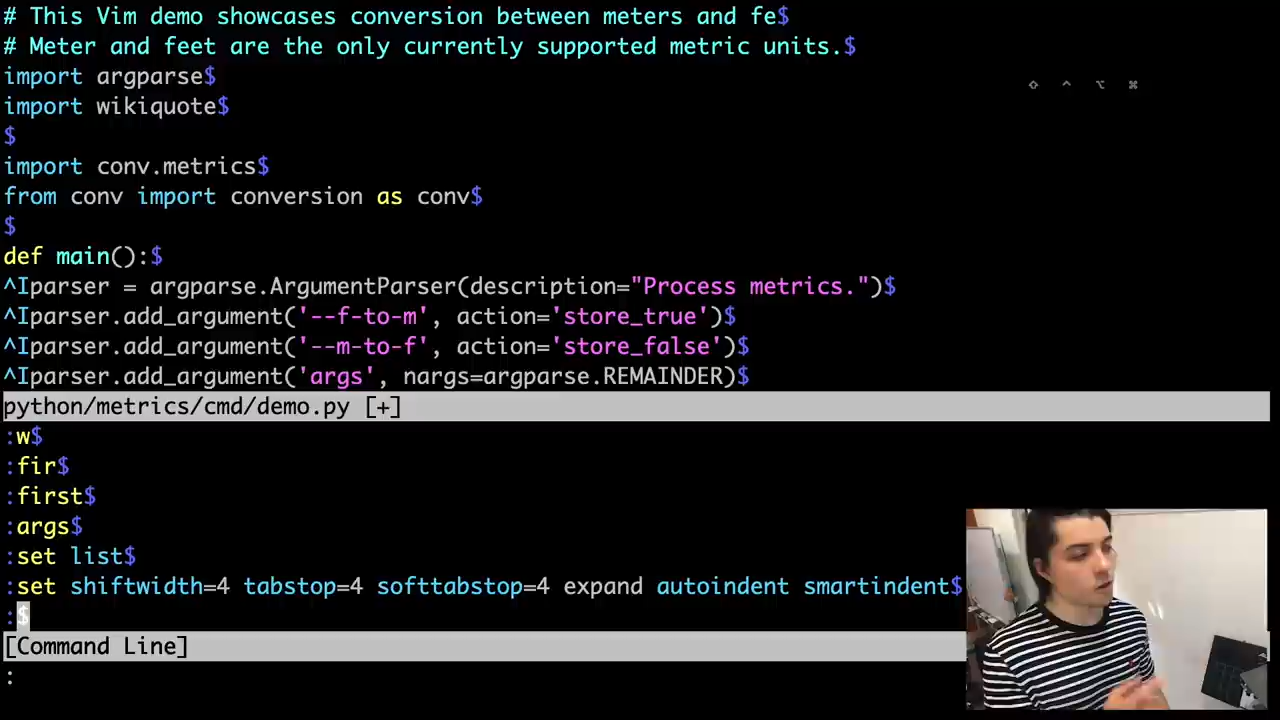 # This Vim demo showcases conversion between meters and fe$
# Meter and feet are the only currently supported metric units.$
import argparse$
import wikiquote$
$
import conv.metrics$
from conv import conversion as conv$
$
def main():$
^Iparser = argparse.ArgumentParser(description="Process metrics.")$
^Iparser.add_argument('--f-to-m', action='store_true')$
^Iparser.add_argument('--m-to-f', action='store_false')$
^Iparser.add_argument('args', nargs=argparse.REMAINDER)$
python/metrics/cmd/demo.py [+]
:w$
:fir$
:first$
:args$
:set list$
:set shiftwidth=4 tabstop=4 softtabstop=4 expand autoindent smartindent$
:$
[Command Line]
:
⇧ ^ ⌥ ⌘